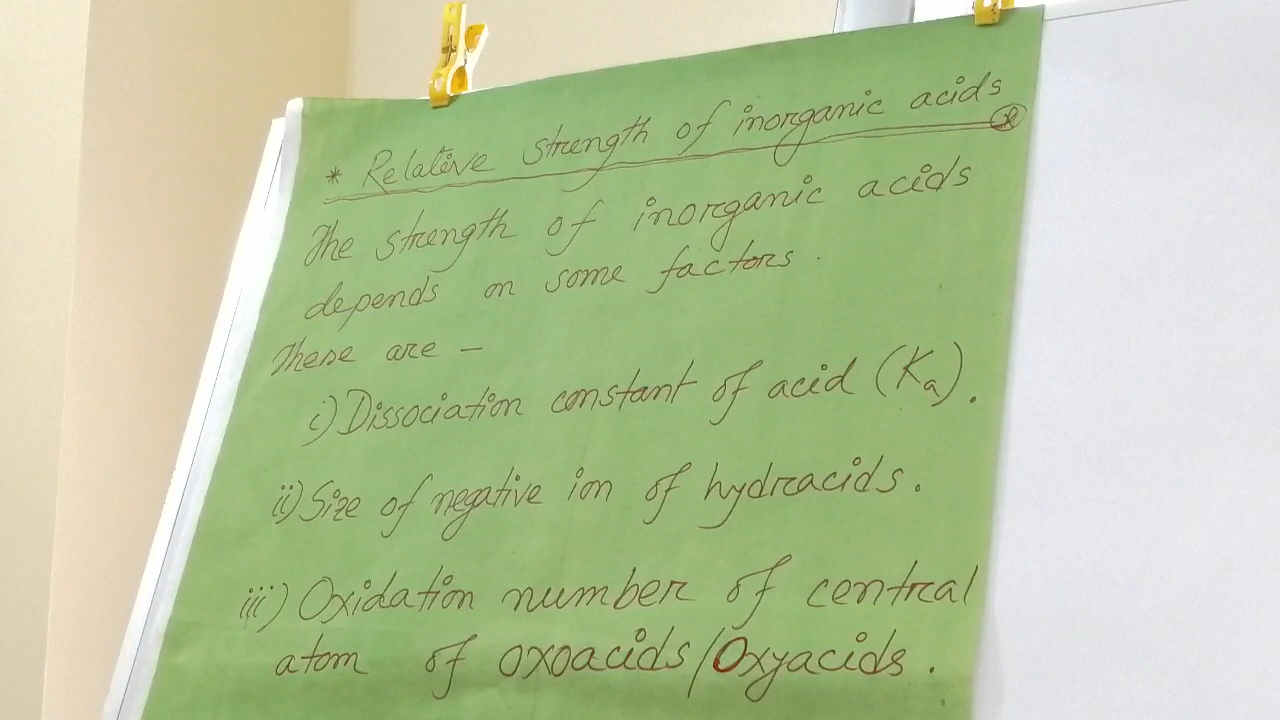 * Relative strength of inorganic acids
The strength of inorganic acids
depends on some factors.
These are –
i) Dissociation constant of acid (Ka).
ii) Size of negative ion of hydracids.
iii) Oxidation number of central
atom of oxoacids/Oxyacids.